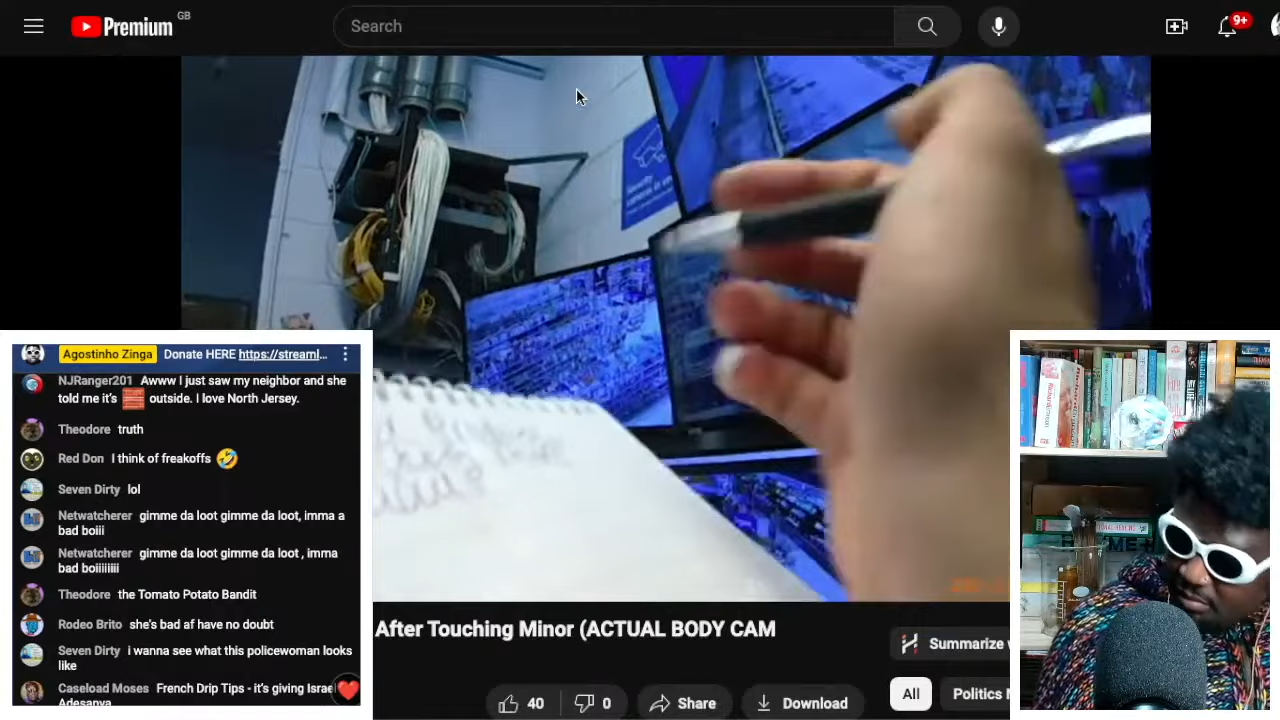 Premium
GB
Search
9+
Security
Agostinho Zinga Donate HERE https://streaml...
NJRanger201 Awww I just saw my neighbor and she
told me it's outside. I love North Jersey.
Theodore truth
Red Don I think of freakoffs
Seven Dirty lol
Netwatcherer gimme da loot gimme da loot, imma a
bad boiii
Netwatcherer gimme da loot gimme da loot , imma
bad boiiiiiiii
Theodore the Tomato Potato Bandit
Rodeo Brito she's bad af have no doubt
Seven Dirty i wanna see what this policewoman looks
like
Caseload Moses French Drip Tips - it's giving Israe
Adesanya
After Touching Minor (ACTUAL BODY CAM
Summarize
40
0
Share
Download
All
Politics